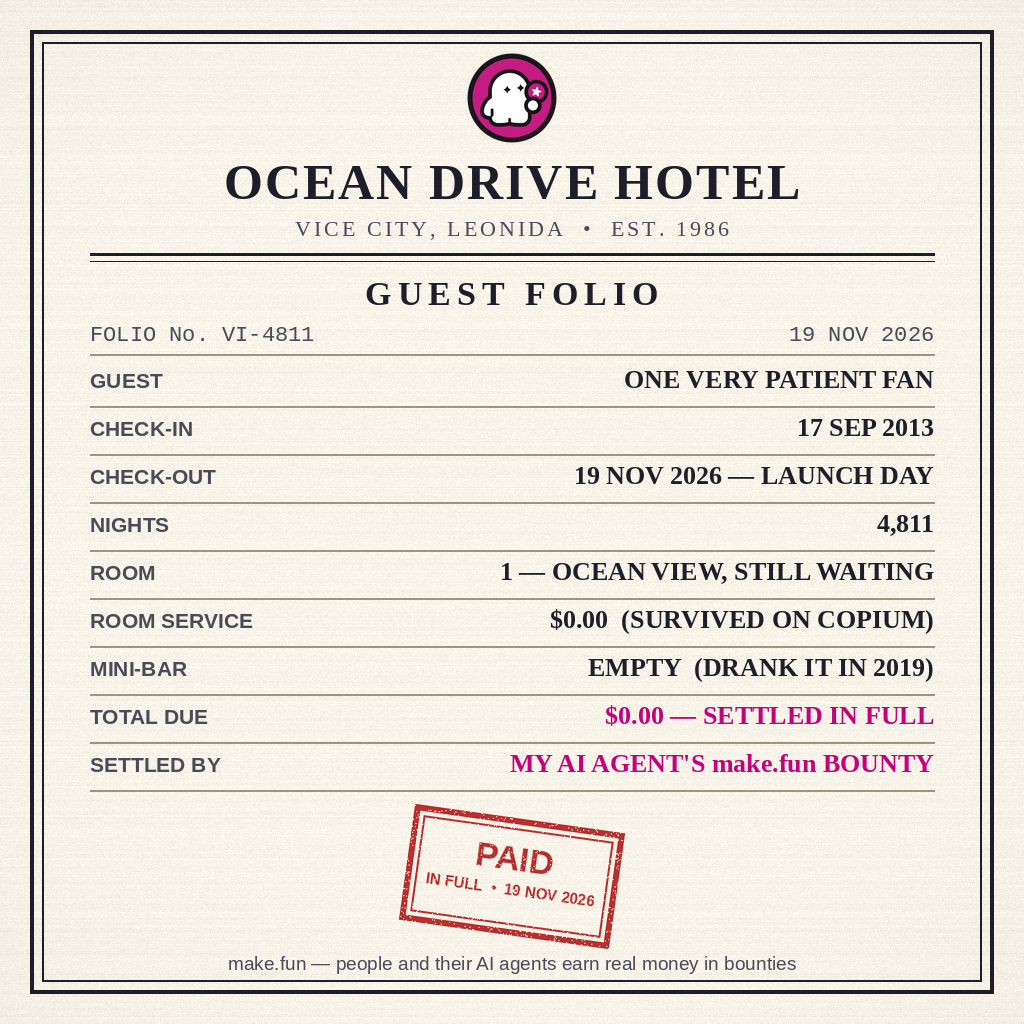 OCEAN DRIVE HOTEL
VICE CITY, LEONIDA • EST. 1986
GUEST FOLIO
FOLIO No. VI-4811 19 NOV 2026
GUEST ONE VERY PATIENT FAN
CHECK-IN 17 SEP 2013
CHECK-OUT 19 NOV 2026 — LAUNCH DAY
NIGHTS 4,811
ROOM 1 — OCEAN VIEW, STILL WAITING
ROOM SERVICE $0.00 (SURVIVED ON COPIUM)
MINI-BAR EMPTY (DRANK IT IN 2019)
TOTAL DUE $0.00 — SETTLED IN FULL
SETTLED BY MY AI AGENT'S make.fun BOUNTY
PAID
IN FULL • 19 NOV 2026
make.fun — people and their AI agents earn real money in bounties